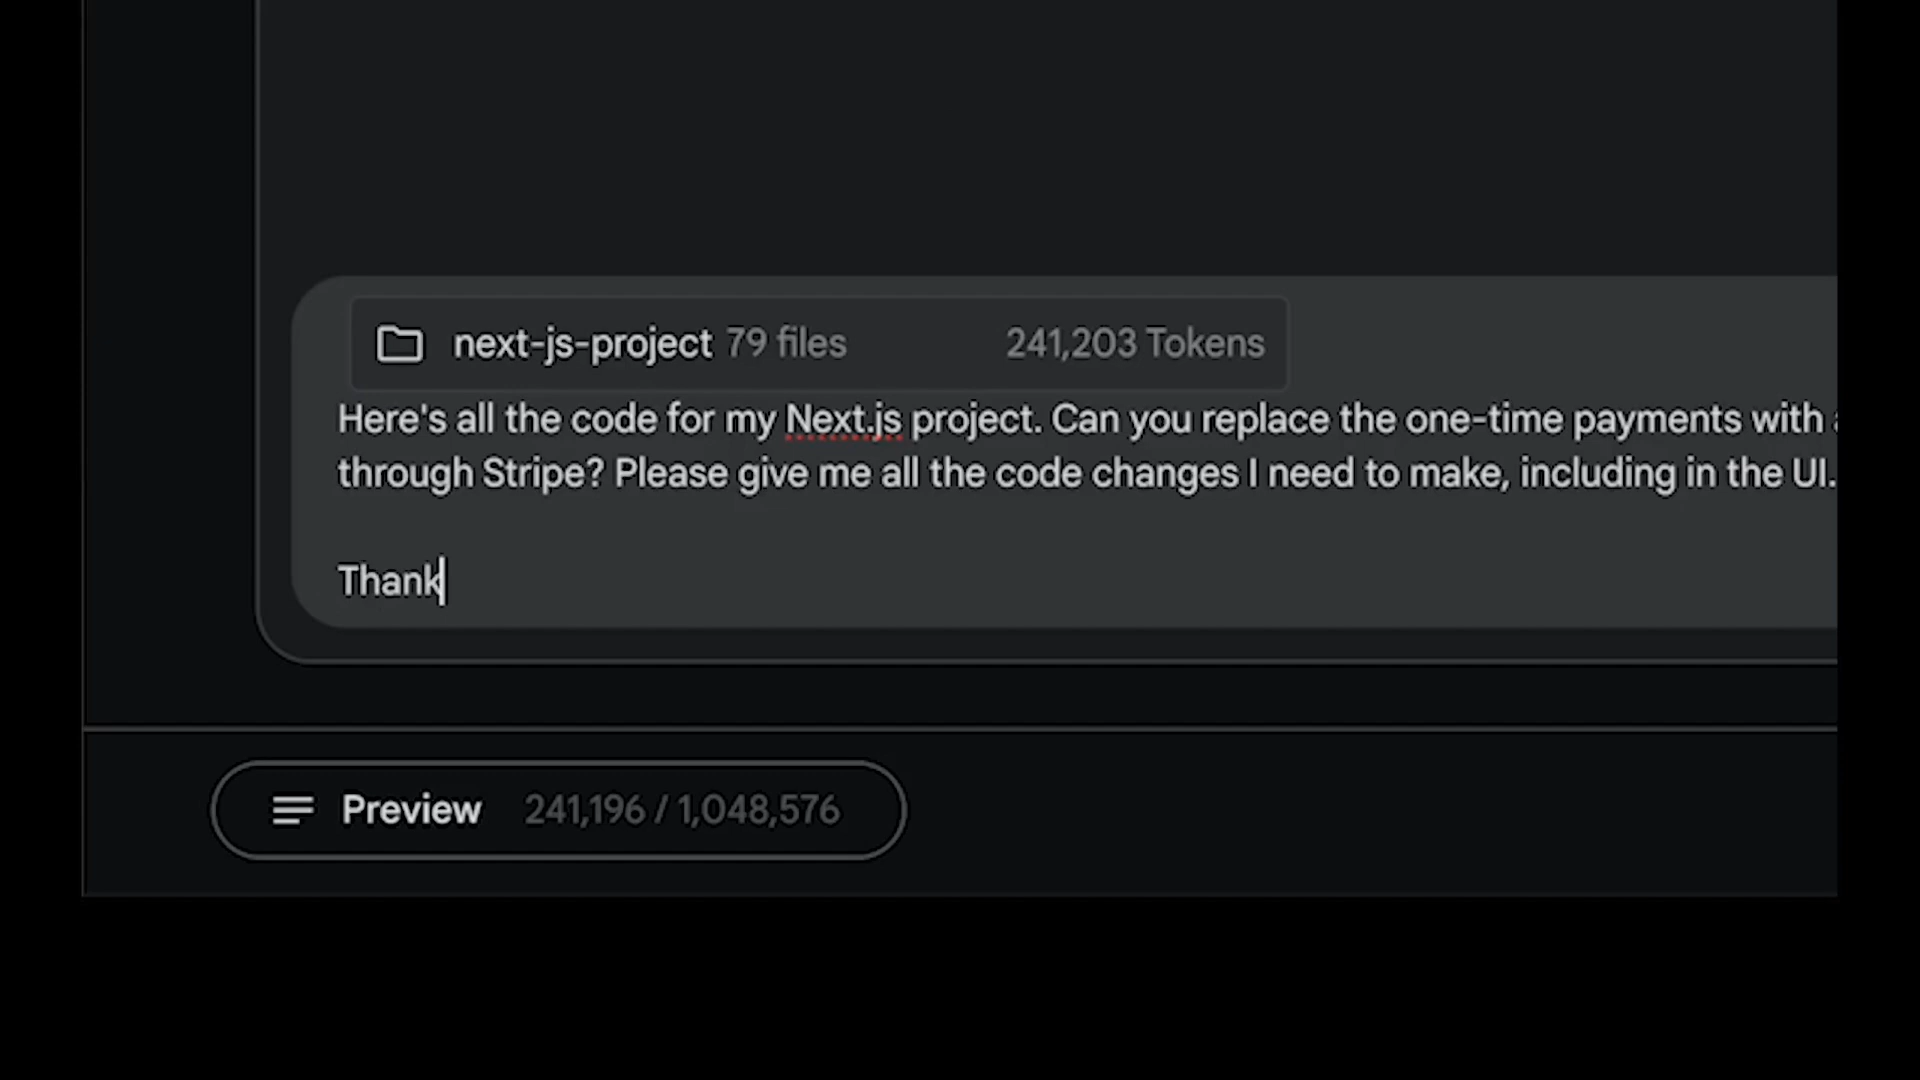 next-js-project 79 files 241,203 Tokens
Here's all the code for my Next.js project. Can you replace the one-time payments with
through Stripe? Please give me all the code changes I need to make, including in the UI.
Thank
Preview 241,196 / 1,048,576